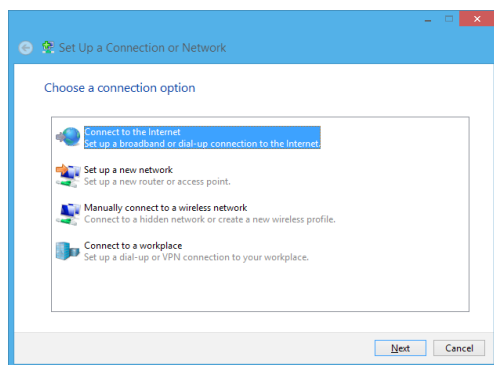 Set Up a Connection or Network
Choose a connection option
Connect to the Internet
Set up a broadband or dial-up connection to the Internet.
Set up a new network
Set up a new router or access point.
Manually connect to a wireless network
Connect to a hidden network or create a new wireless profile.
Connect to a workplace
Set up a dial-up or VPN connection to your workplace.
Next Cancel